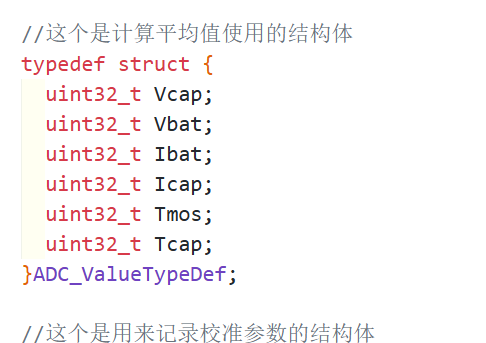 //这个是计算平均值使用的结构体
typedef struct {
  uint32_t Vcap;
  uint32_t Vbat;
  uint32_t Ibat;
  uint32_t Icap;
  uint32_t Tmos;
  uint32_t Tcap;
}ADC_ValueTypeDef;
//这个是用来记录校准参数的结构体